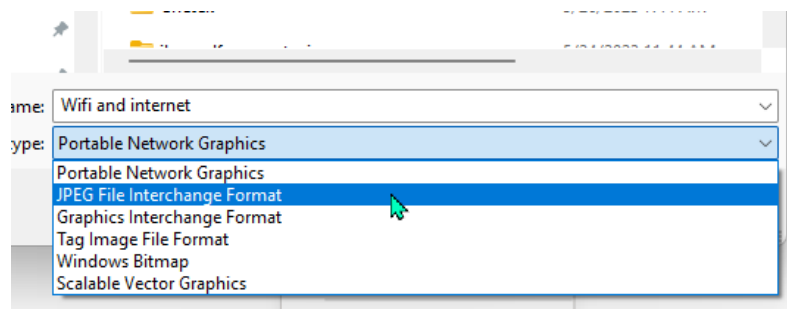 ame: Wifi and internet
ype: Portable Network Graphics
Portable Network Graphics
JPEG File Interchange Format
Graphics Interchange Format
Tag Image File Format
Windows Bitmap
Scalable Vector Graphics